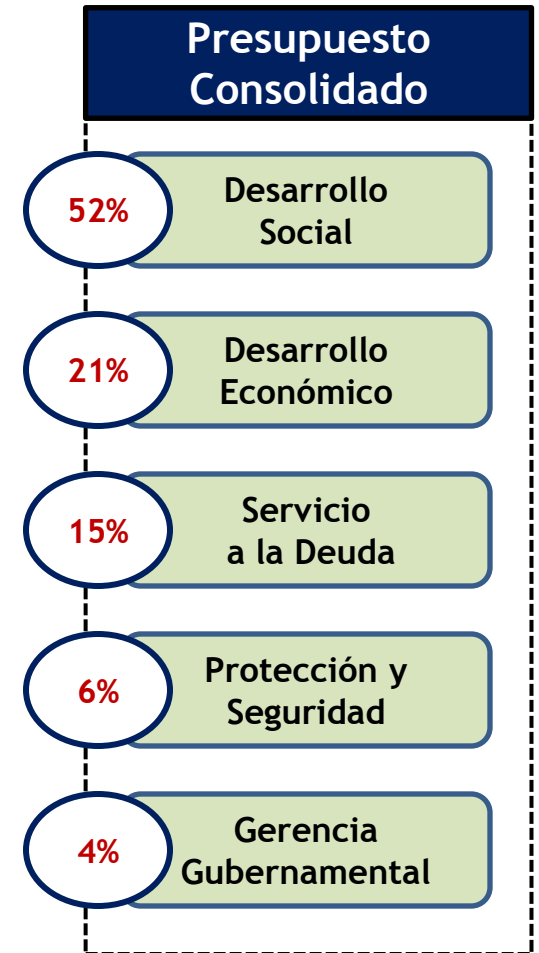 Presupuesto
Consolidado
52%
Desarrollo
Social
21%
Desarrollo
Económico
15%
Servicio
a la Deuda
6%
Protección y
Seguridad
4%
Gerencia
Gubernamental